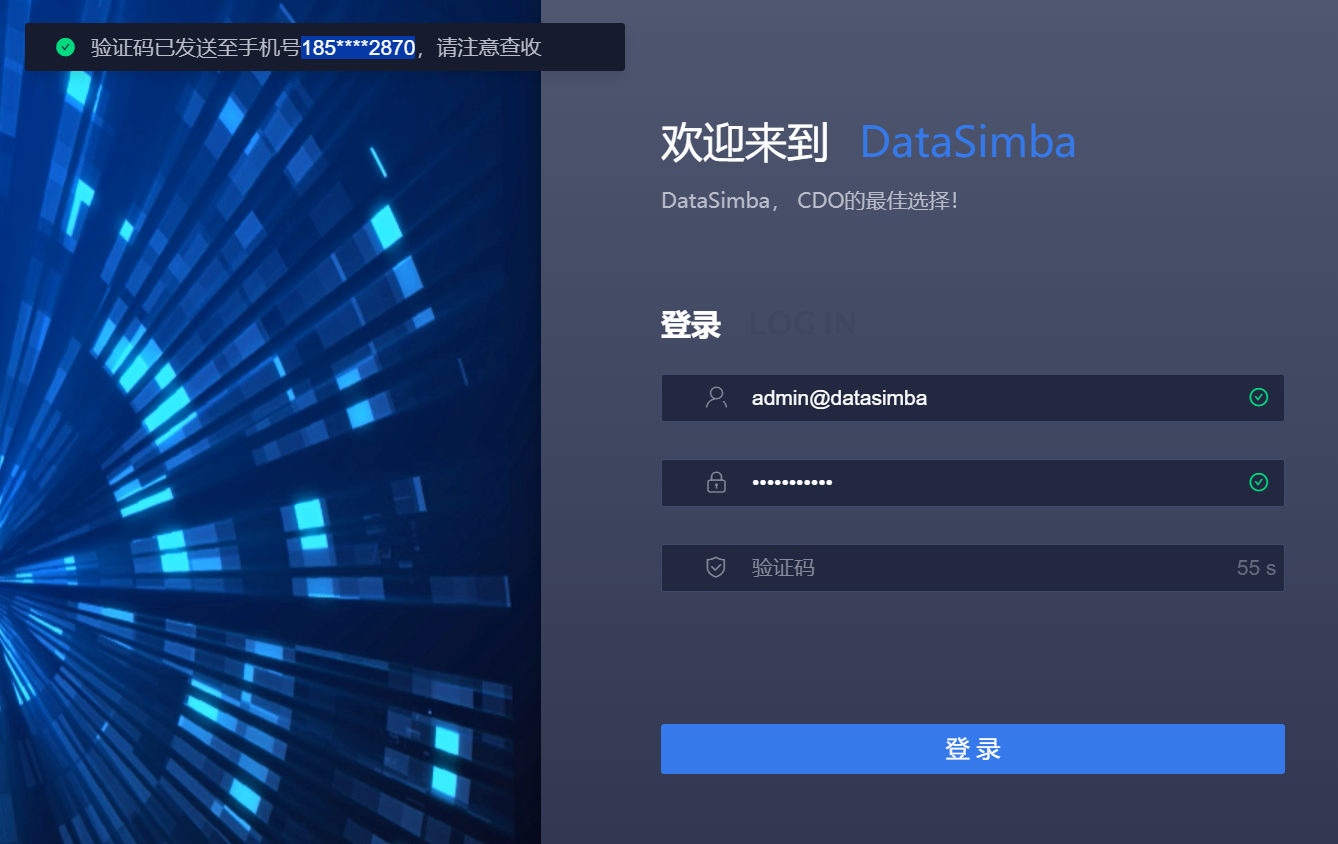 验证码已发送至手机号185****2870，请注意查收
欢迎来到 DataSimba
DataSimba， CDO的最佳选择！
登录 LOG IN
admin@datasimba
•••••••••••
验证码 55 s
登 录